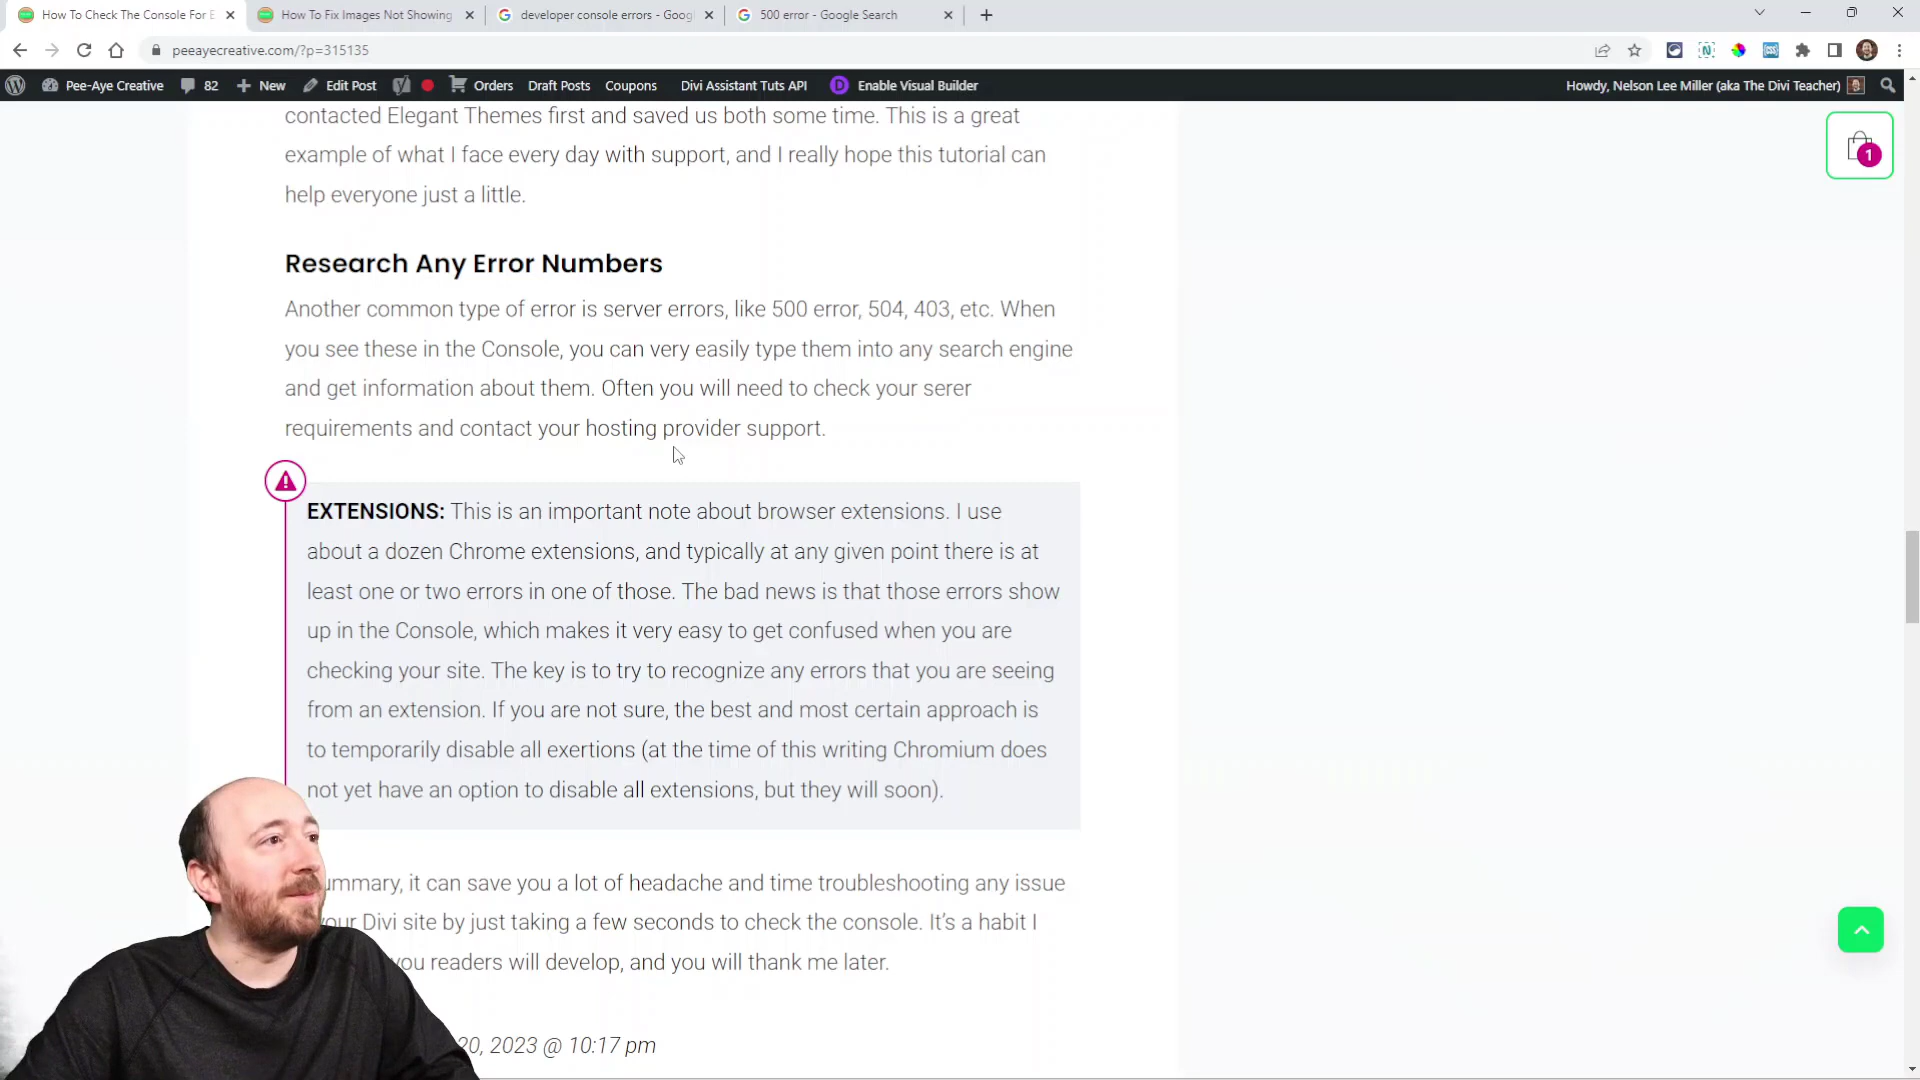 How To Check The Console For E
How To Fix Images Not Showing
developer console errors - Goog
500 error - Google Search
peeayecreative.com/?p=315135
Pee-Aye Creative
82
New
Edit Post
Orders
Draft Posts
Coupons
Divi Assistant Tuts API
D
Enable Visual Builder
Howdy, Nelson Lee Miller (aka The Divi Teacher)
1
contacted Elegant Themes first and saved us both some time. This is a great
example of what I face every day with support, and I really hope this tutorial can
help everyone just a little.
Research Any Error Numbers
Another common type of error is server errors, like 500 error, 504, 403, etc. When
you see these in the Console, you can very easily type them into any search engine
and get information about them. Often you will need to check your serer
requirements and contact your hosting provider support.
EXTENSIONS: This is an important note about browser extensions. I use
about a dozen Chrome extensions, and typically at any given point there is at
least one or two errors in one of those. The bad news is that those errors show
up in the Console, which makes it very easy to get confused when you are
checking your site. The key is to try to recognize any errors that you are seeing
from an extension. If you are not sure, the best and most certain approach is
to temporarily disable all exertions (at the time of this writing Chromium does
not yet have an option to disable all extensions, but they will soon).
ummary, it can save you a lot of headache and time troubleshooting any issue
your Divi site by just taking a few seconds to check the console. It's a habit I
you readers will develop, and you will thank me later.
20, 2023 @ 10:17 pm